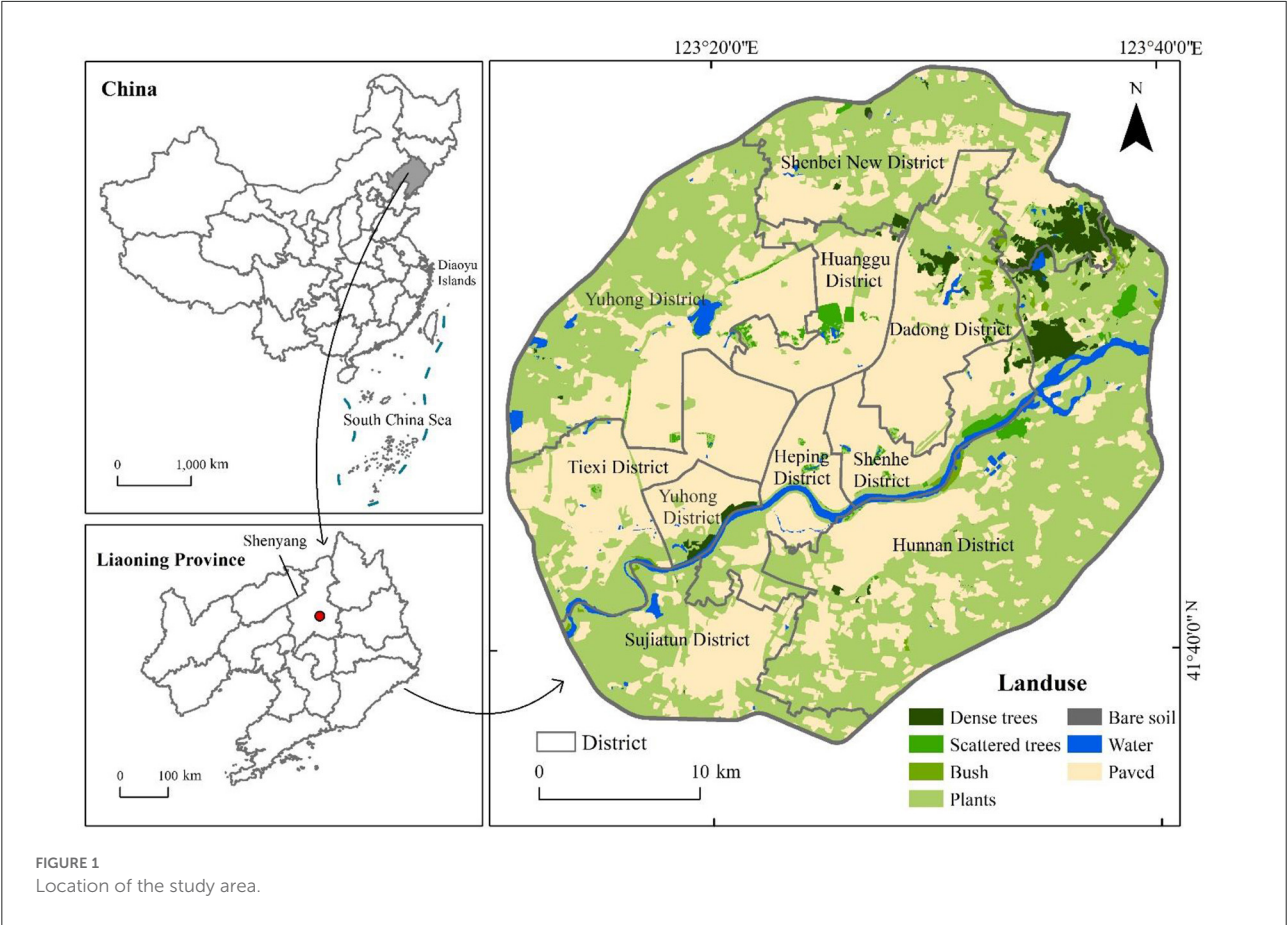 China
Diaoyu
Islands
South China Sea
0 1,000 km
Shenyang
Liaoning Province
0 100 km
123°20'0"E 123°40'0"E
N
Shenbei New District
Huanggu
District
Yuhong District
Dadong District
Tiexi District
Heping
District
Shenhe
District
Yuhong
District
Hunnan District
Sujiatun District
41°40'0"N
Landuse
Dense trees
Scattered trees
Bush
Plants
Bare soil
Water
Paved
District
0 10 km
FIGURE 1
Location of the study area.